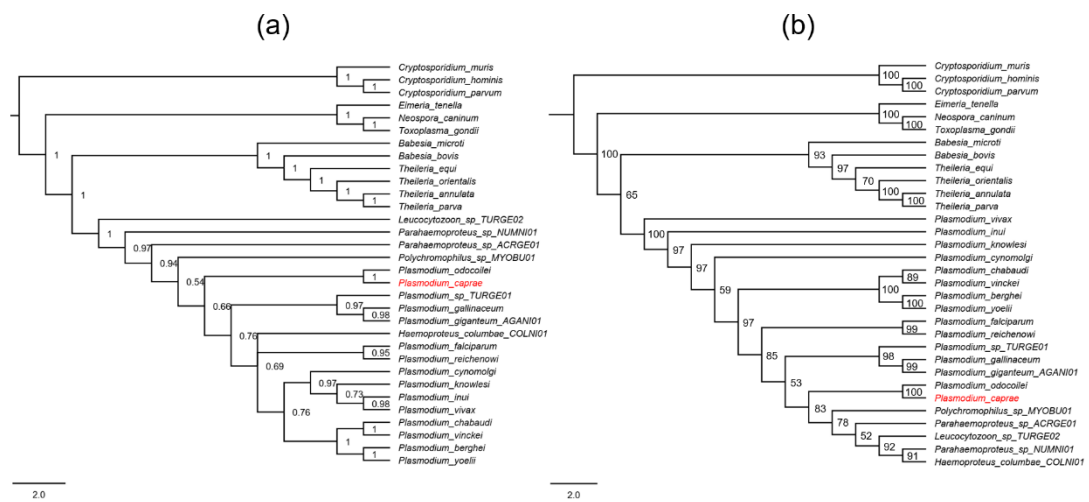 (a)
Cryptosporidium_muris
1
Cryptosporidium_hominis
1
Cryptosporidium_parvum
Eimeria_tenella
1
Neospora_caninum
1
Toxoplasma_gondii
1
Babesia_microti
1
Babesia_bovis
1
Theileria_equi
1
Theileria_orientalis
1
Theileria_annulata
1
Theileria_parva
1
Leucocytozoon_sp_TURGE02
1
Parahaemoproteus_sp_NUMNI01
0.97
Parahaemoproteus_sp_ACRGE01
0.94
Polychromophilus_sp_MYOBU01
0.54
Plasmodium_odocoilei
1
Plasmodium_caprae
0.66
Plasmodium_sp_TURGE01
0.97
Plasmodium_gallinaceum
0.98
Plasmodium_giganteum_AGANI01
0.76
Haemoproteus_columbae_COLNI01
Plasmodium_falciparum
0.95
Plasmodium_reichenowi
0.69
Plasmodium_cynomolgi
0.97
Plasmodium_knowlesi
0.73
Plasmodium_inui
0.98
Plasmodium_vivax
0.76
Plasmodium_chabaudi
1
Plasmodium_vinckei
1
Plasmodium_berghei
1
Plasmodium_yoelii
2.0
(b)
Cryptosporidium_muris
100
Cryptosporidium_hominis
100
Cryptosporidium_parvum
Eimeria_tenella
100
Neospora_caninum
100
Toxoplasma_gondii
100
Babesia_microti
93
Babesia_bovis
97
Theileria_equi
70
Theileria_orientalis
100
Theileria_annulata
100
Theileria_parva
65
Plasmodium_vivax
100
Plasmodium_inui
97
Plasmodium_knowlesi
97
Plasmodium_cynomolgi
59
Plasmodium_chabaudi
89
Plasmodium_vinckei
100
Plasmodium_berghei
100
Plasmodium_yoelii
97
Plasmodium_falciparum
99
Plasmodium_reichenowi
85
Plasmodium_sp_TURGE01
98
Plasmodium_gallinaceum
99
Plasmodium_giganteum_AGANI01
53
Plasmodium_odocoilei
100
Plasmodium_caprae
83
Polychromophilus_sp_MYOBU01
78
Parahaemoproteus_sp_ACRGE01
52
Leucocytozoon_sp_TURGE02
92
Parahaemoproteus_sp_NUMNI01
91
Haemoproteus_columbae_COLNI01
2.0